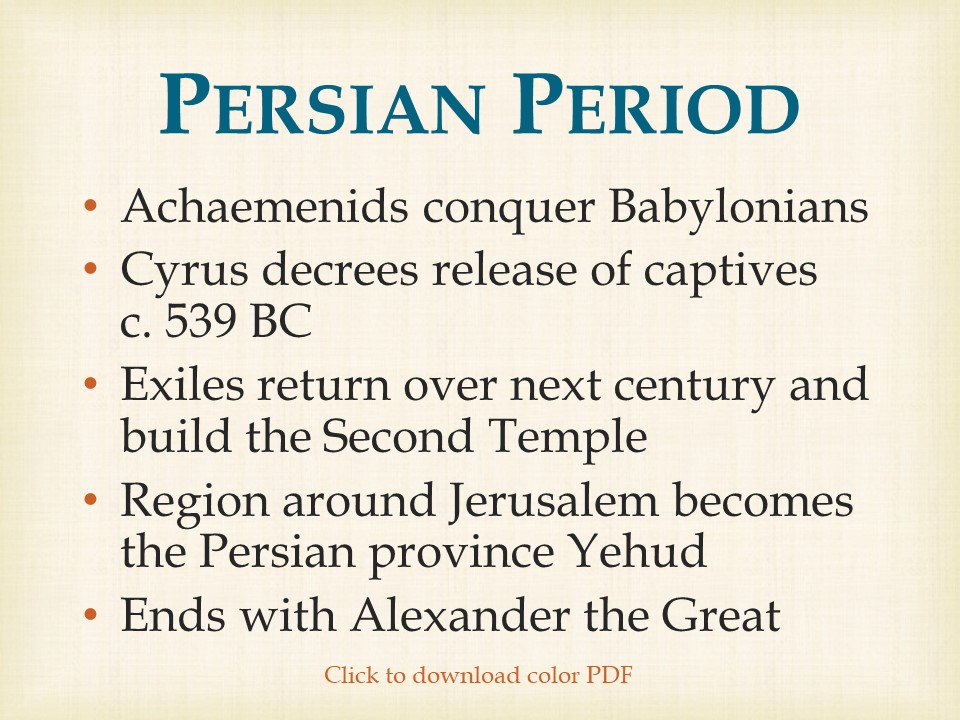 PERSIAN PERIOD
• Achaemenids conquer Babylonians
• Cyrus decrees release of captives
c. 539 BC
• Exiles return over next century and
build the Second Temple
• Region around Jerusalem becomes
the Persian province Yehud
• Ends with Alexander the Great
Click to download color PDF